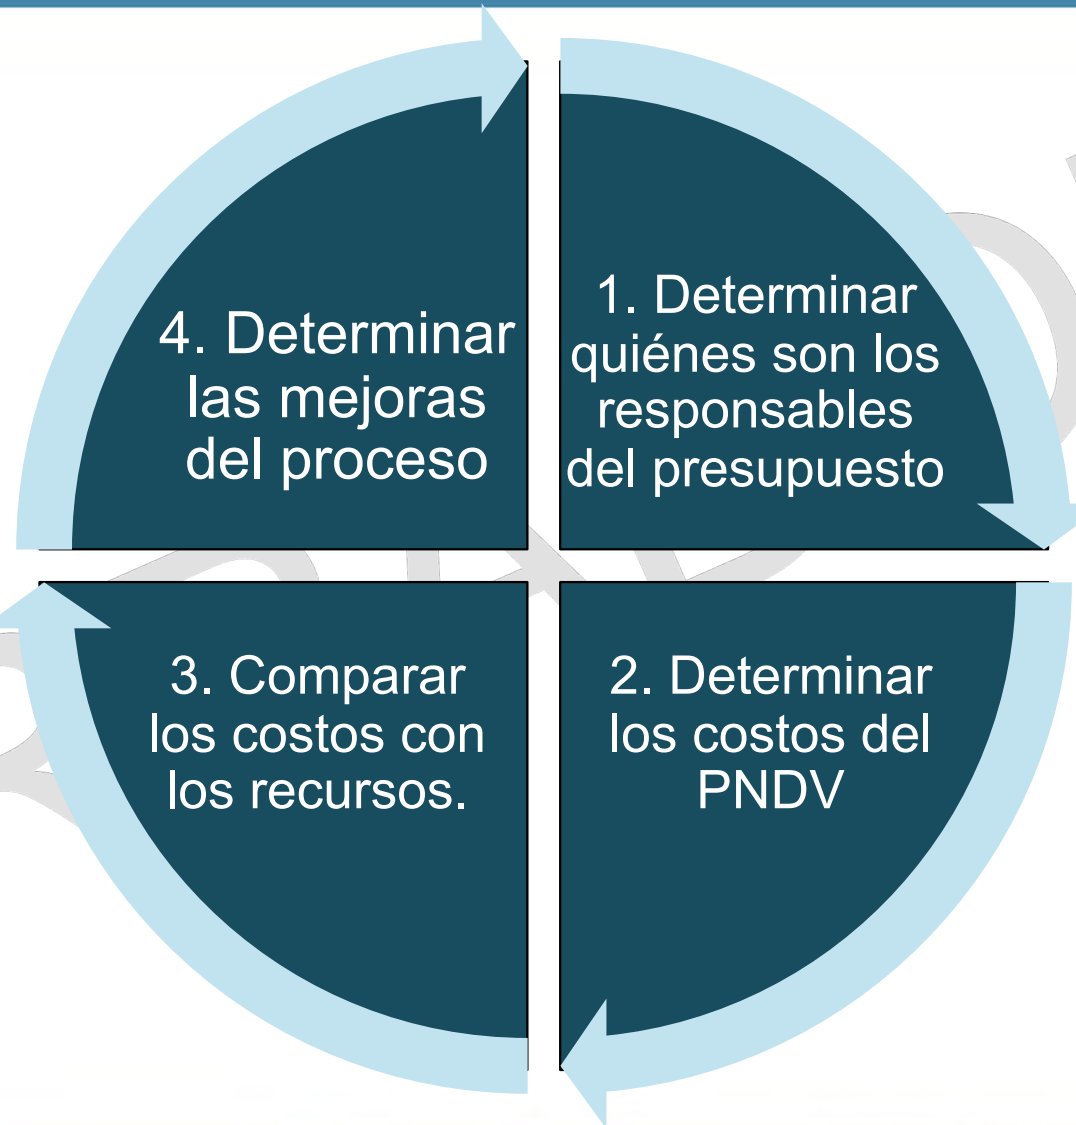 1. Determinar
quiénes son los
responsables
del presupuesto
2. Determinar
los costos del
PNDV
3. Comparar
los costos con
los recursos.
4. Determinar
las mejoras
del proceso